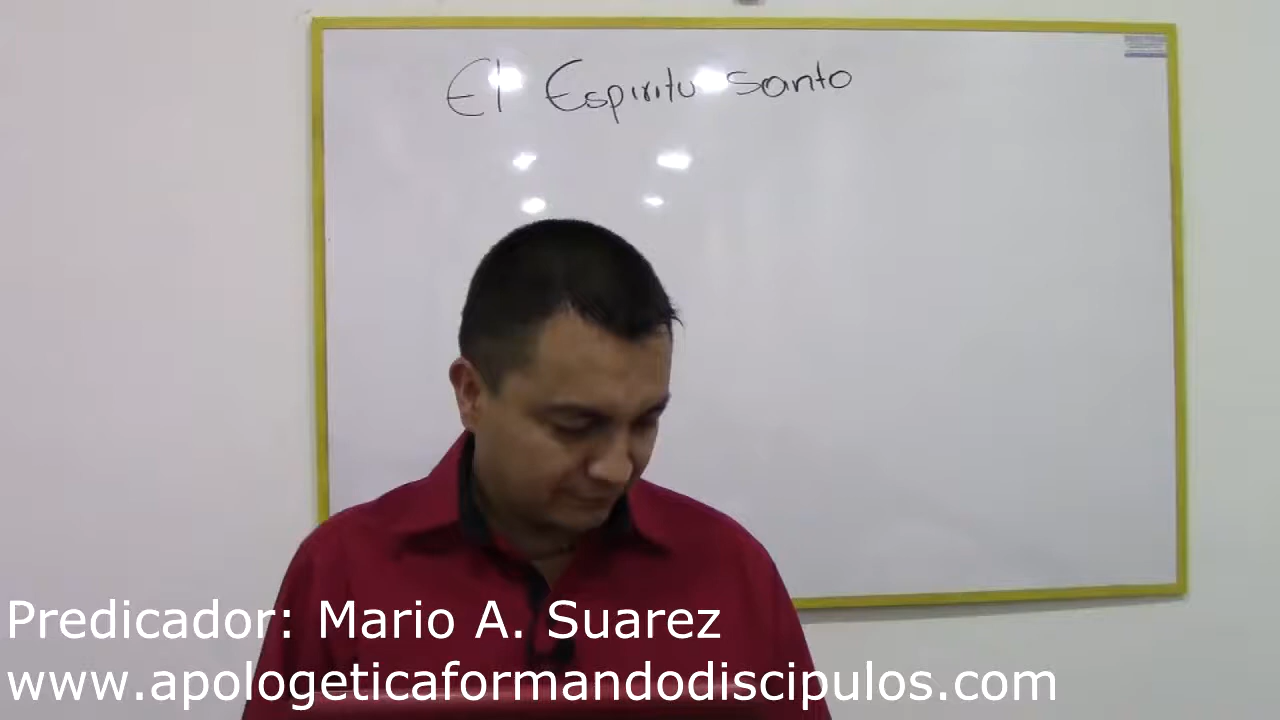 El Espiritu Santo
Predicador: Mario A. Suarez
www.apologeticaformandodiscipulos.com